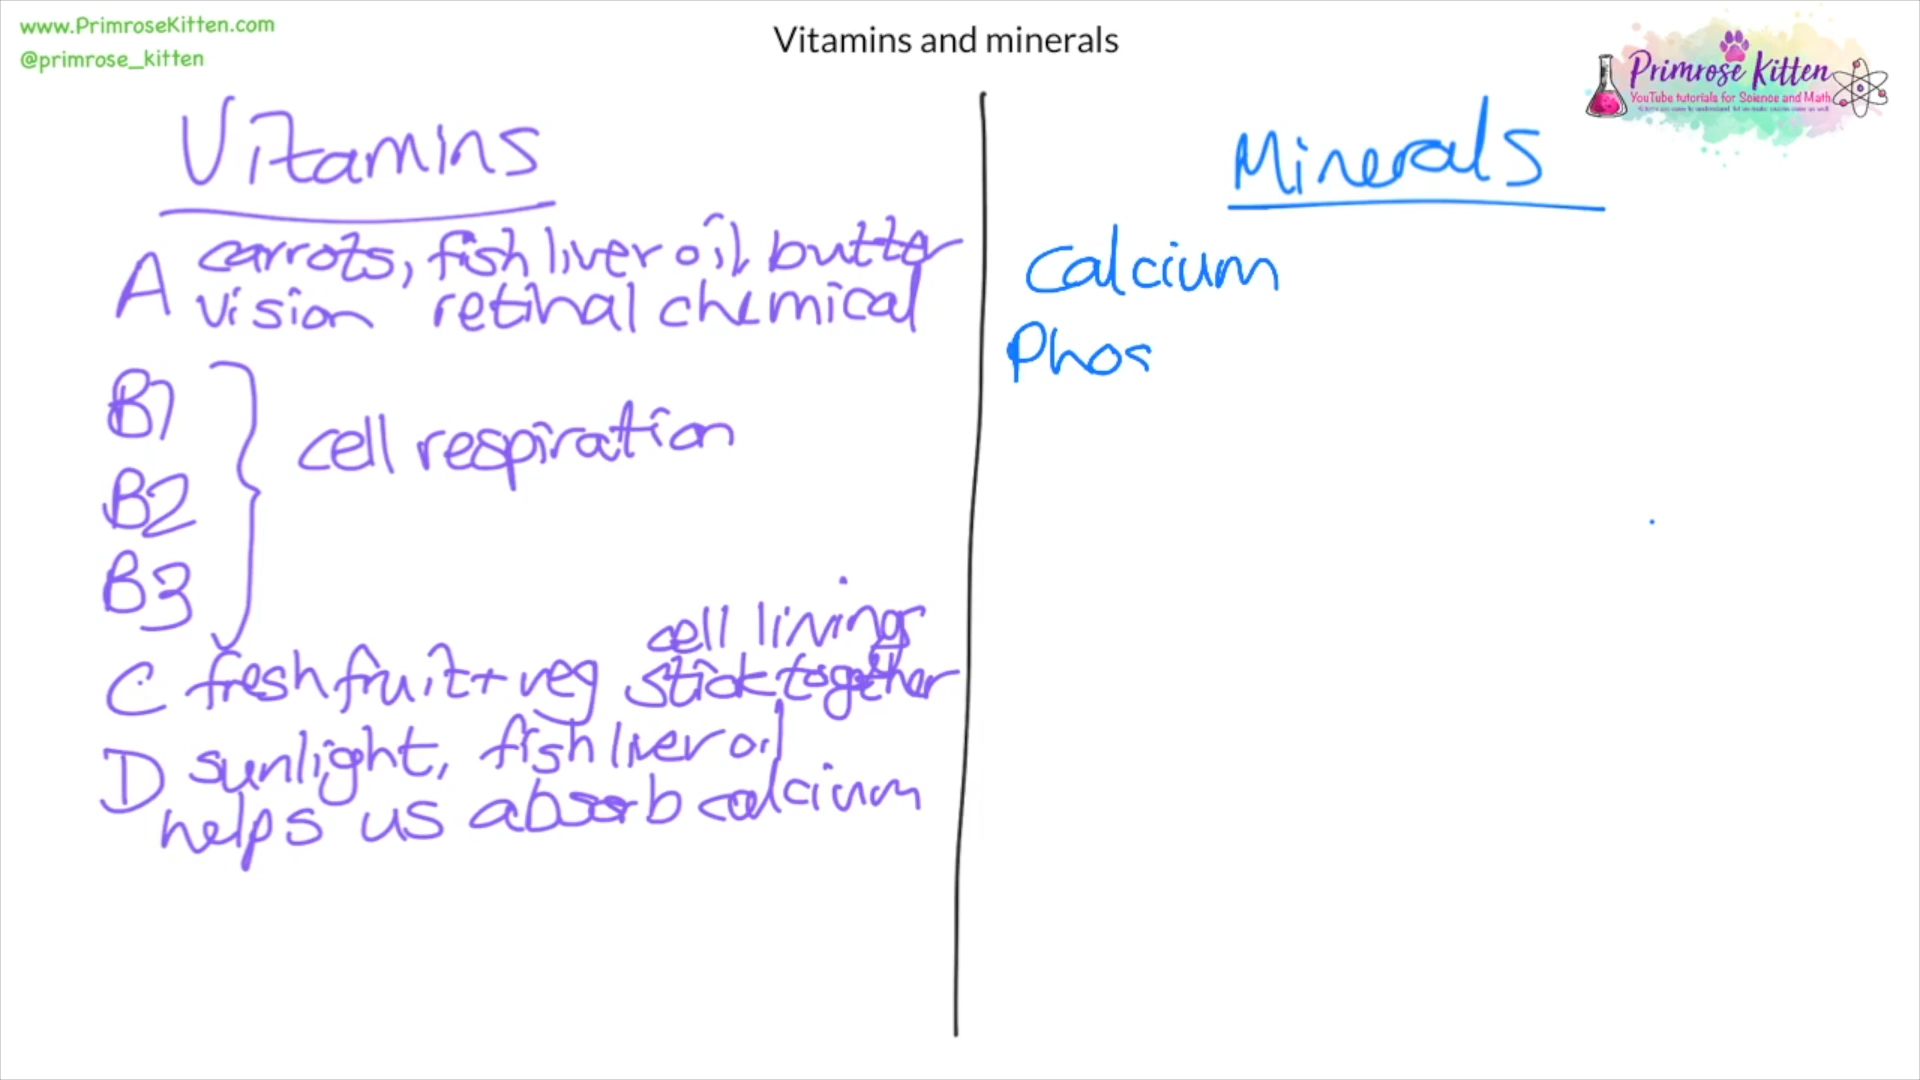 www.PrimroseKitten.com
@primrose_kitten
Vitamins and minerals
Primrose Kitten
YouTube tutorials for Science and Math
Vitamins
A carrots, fish liver oil butter
vision retinal chemical
B1
B2
B3
cell respiration
C fresh fruit + veg cell linings
stick together
D sunlight, fish liver oil
helps us absorb calcium
Minerals
Calcium
Phos